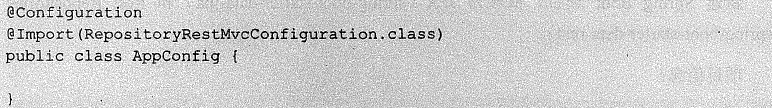 @Configuration
@Import(RepositoryRestMvcConfiguration.class)
public class AppConfig {
}